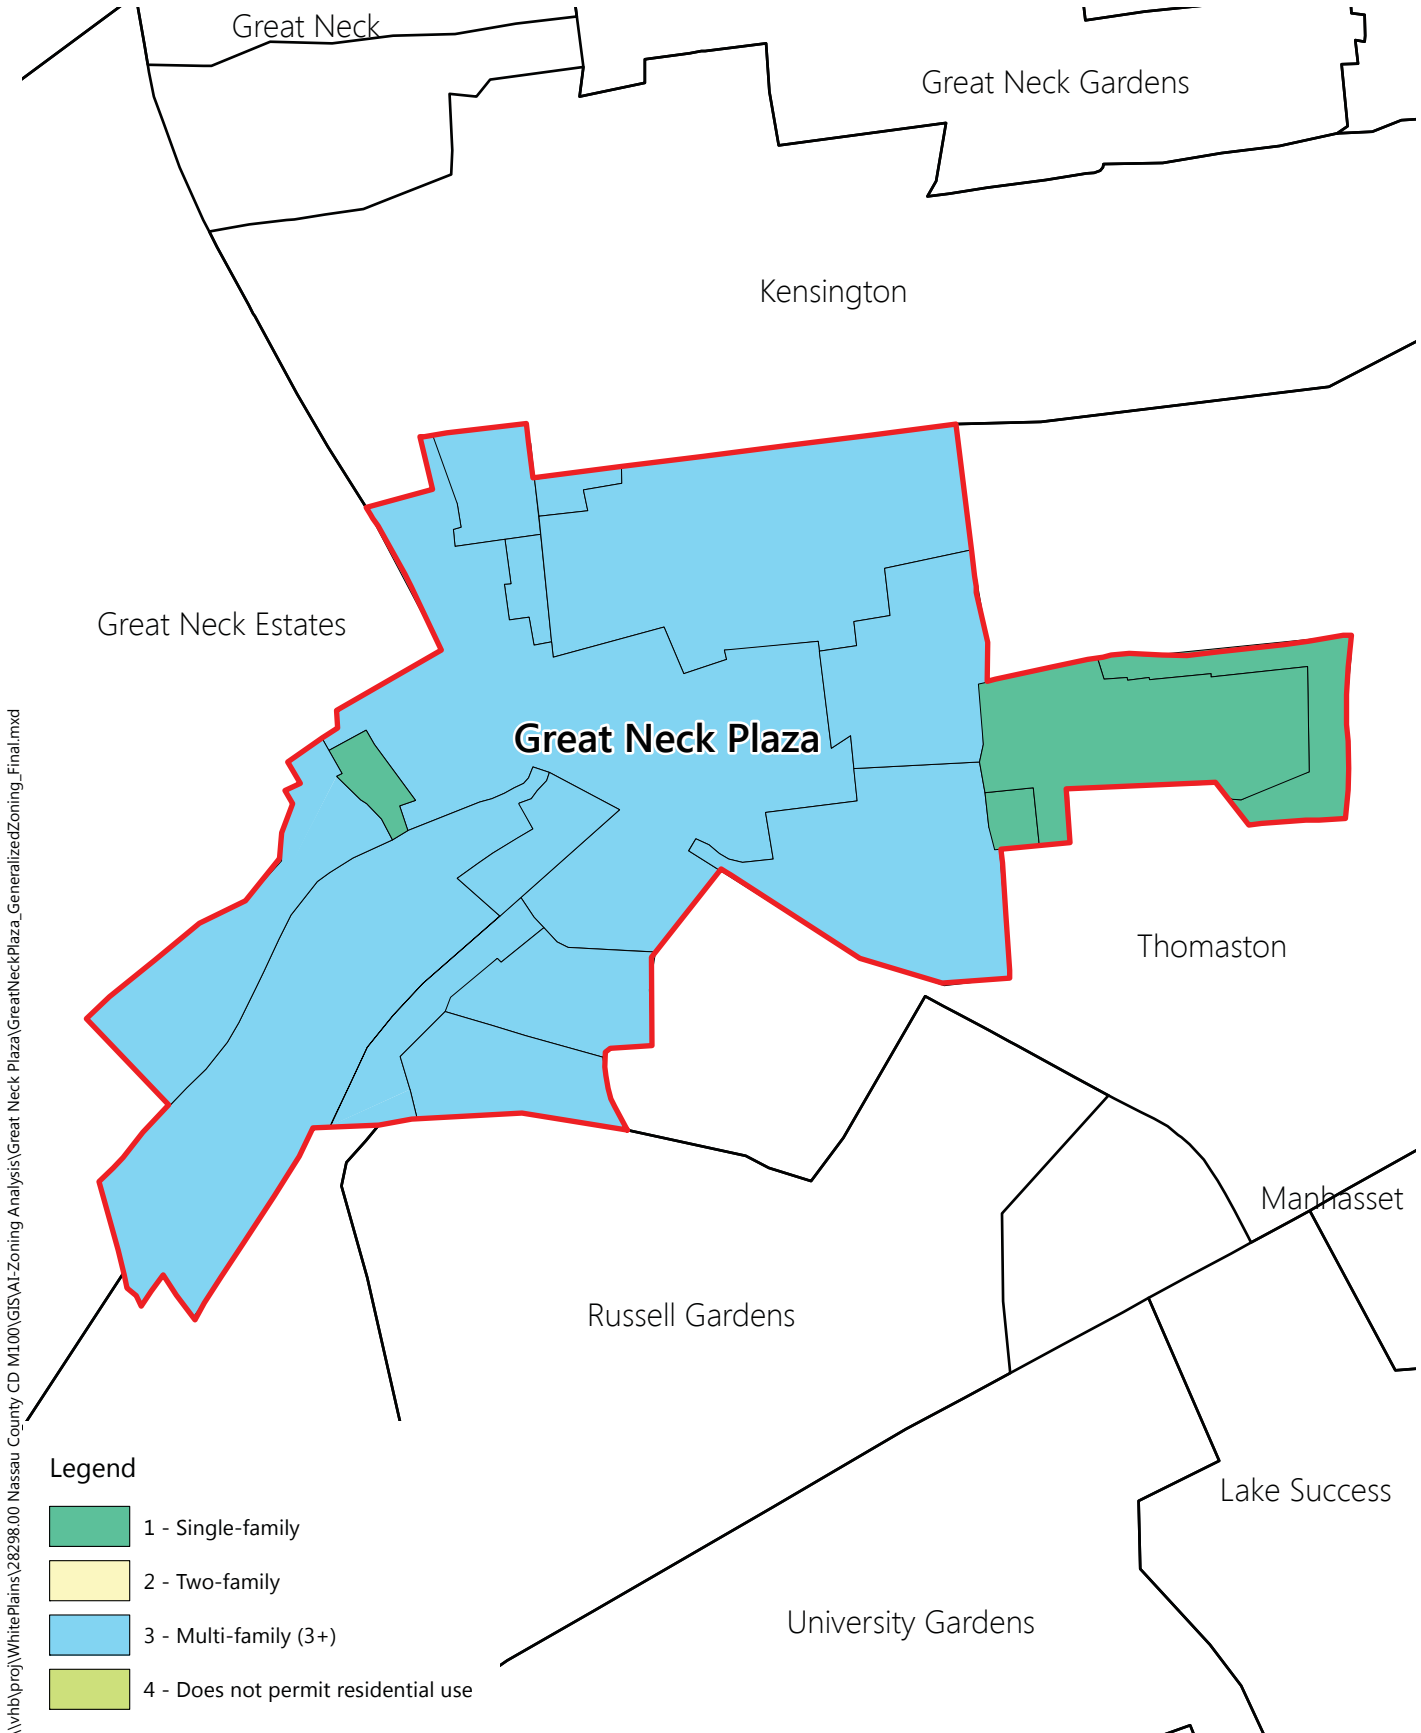 Great Neck
Great Neck Gardens
Kensington
Great Neck Estates
Great Neck Plaza
Thomaston
Manhasset
Russell Gardens
Lake Success
University Gardens
Legend
1 - Single-family
2 - Two-family
3 - Multi-family (3+)
4 - Does not permit residential use
\\vhb\proj\WhitePlains\28298.00 Nassau County CD M100\GIS\AI-Zoning Analysis\Great Neck Plaza\GreatNeckPlaza_GeneralizedZoning_Final.mxd